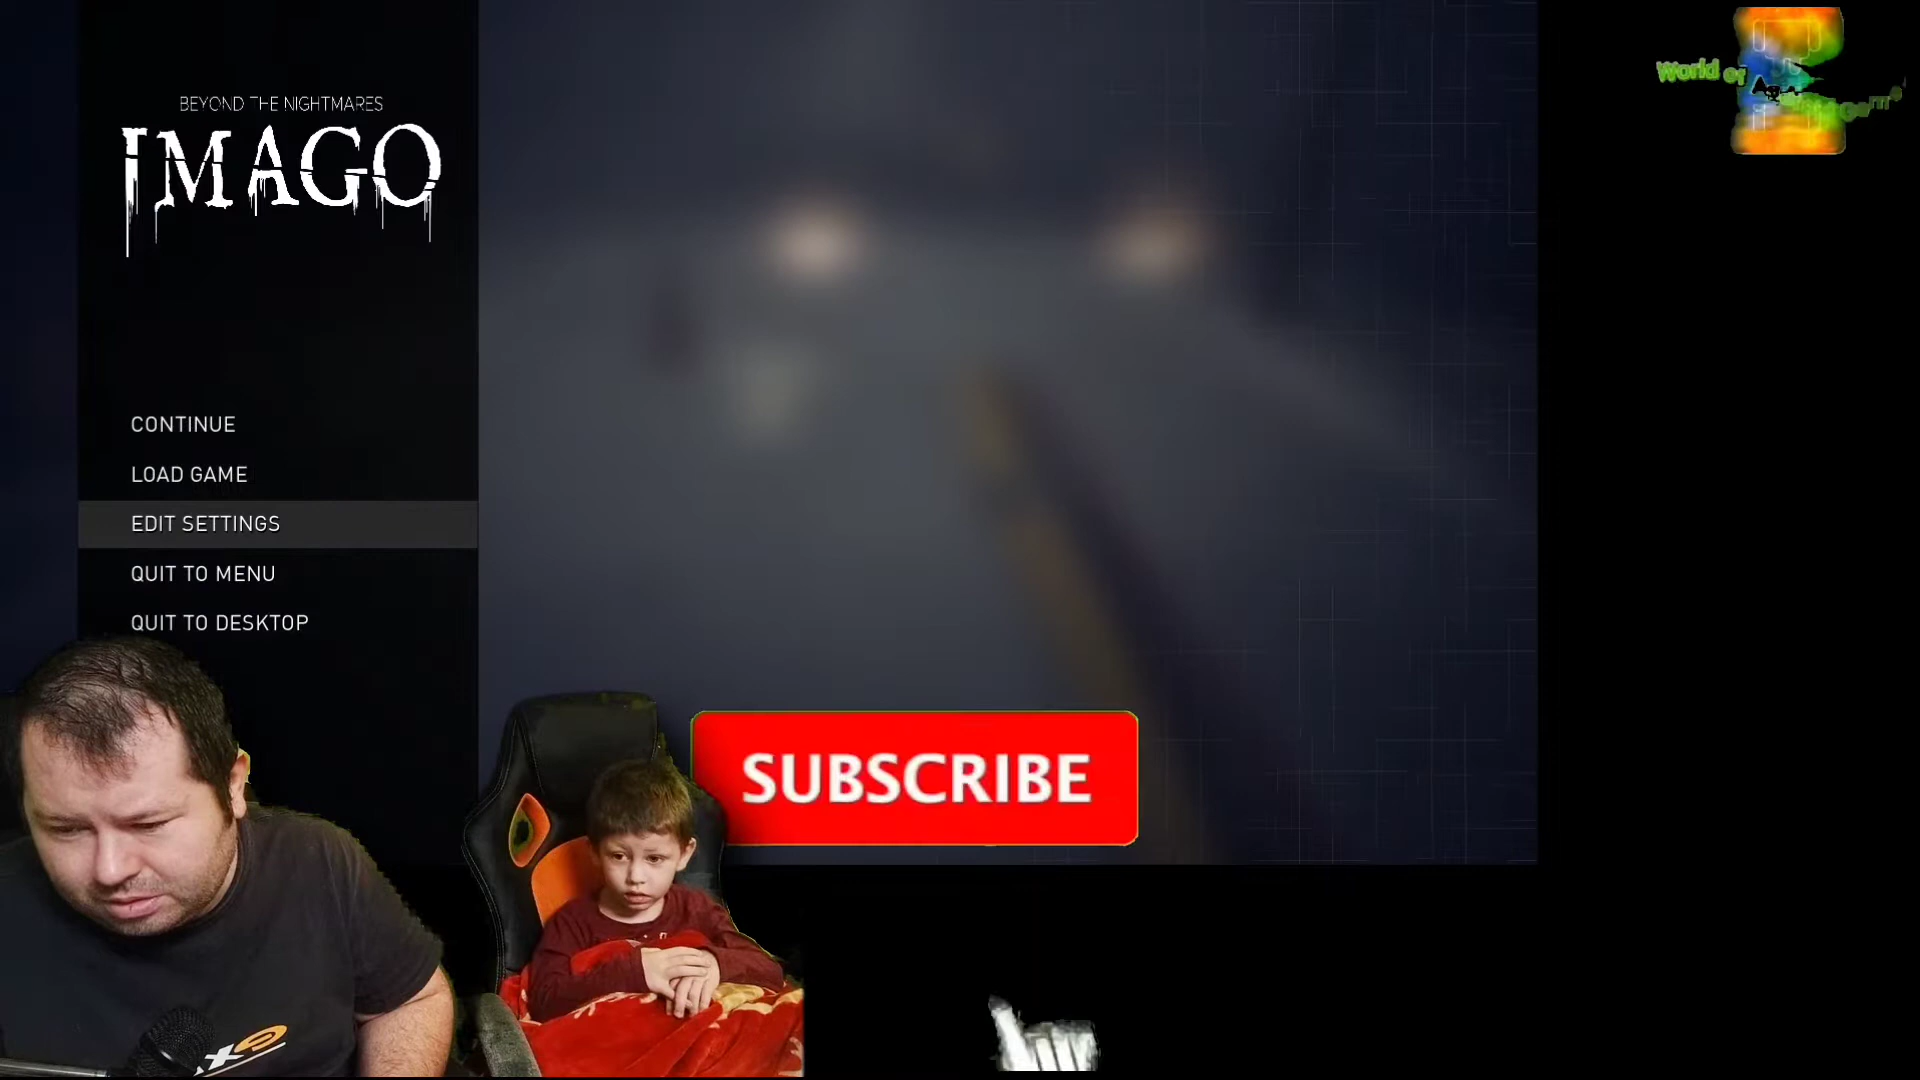 BEYOND THE NIGHTMARES
IMAGO
CONTINUE
LOAD GAME
EDIT SETTINGS
QUIT TO MENU
QUIT TO DESKTOP
SUBSCRIBE
World of